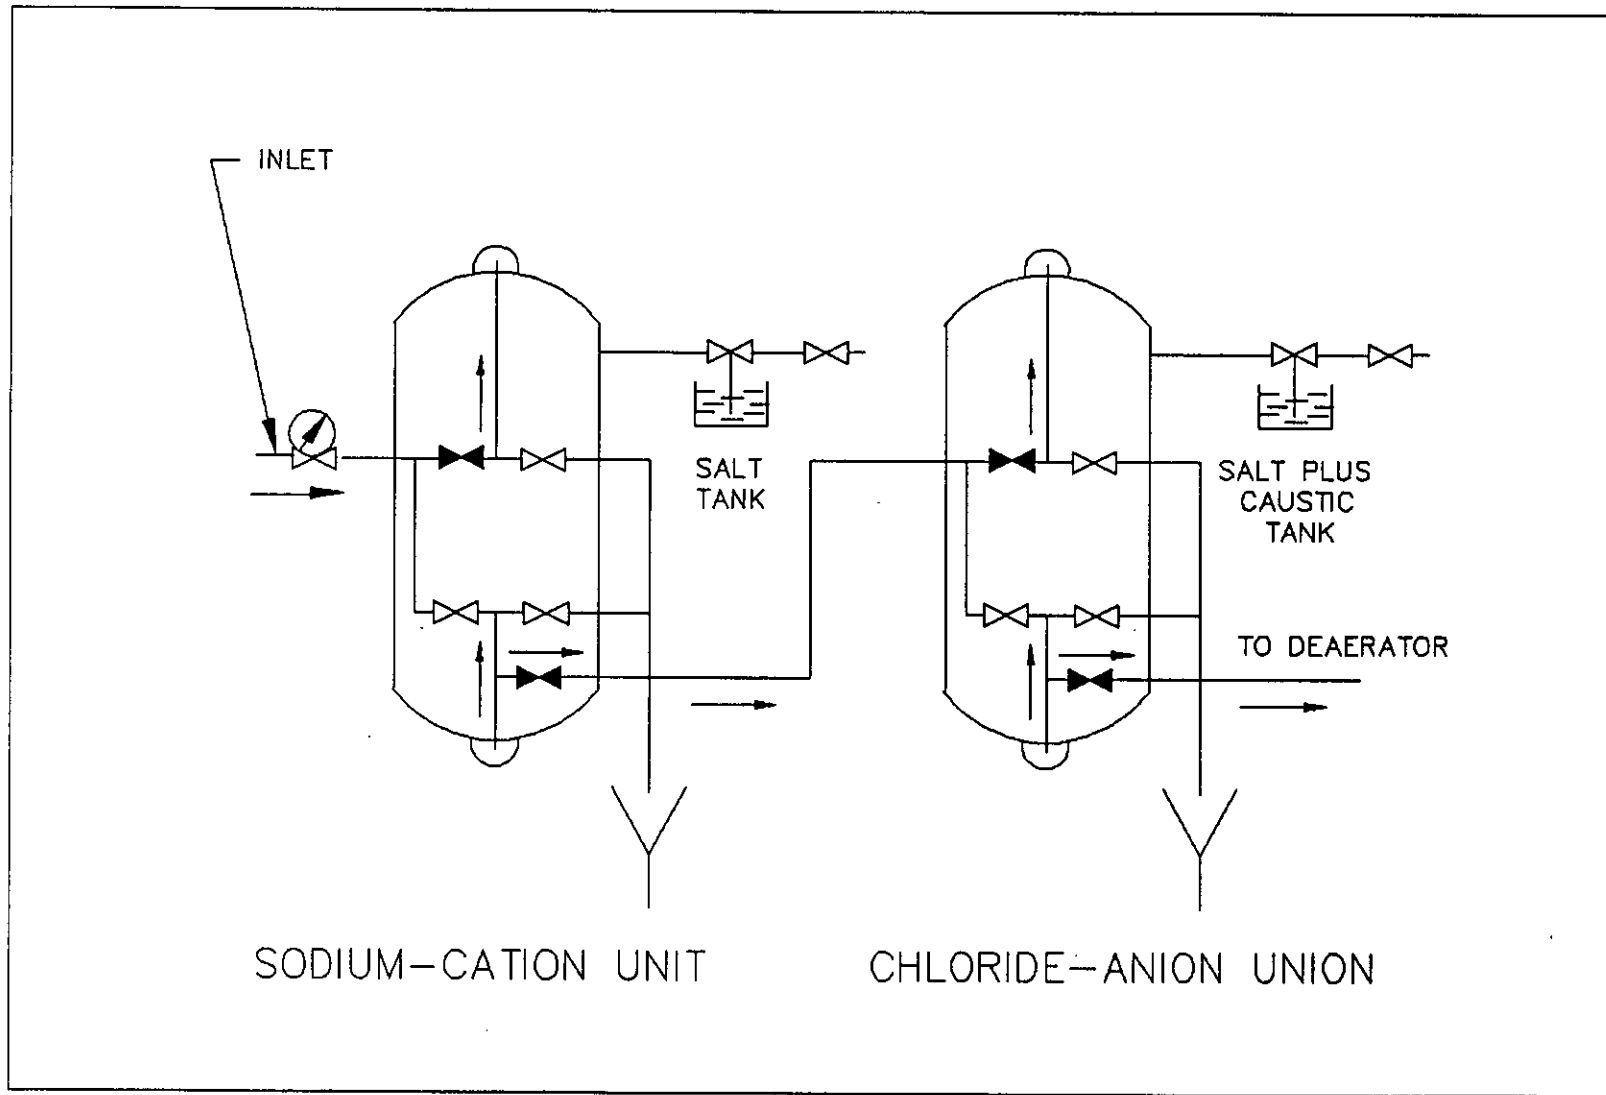 INLET
SALT
TANK
SALT PLUS
CAUSTIC
TANK
TO DEAERATOR
SODIUM-CATION UNIT
CHLORIDE-ANION UNION